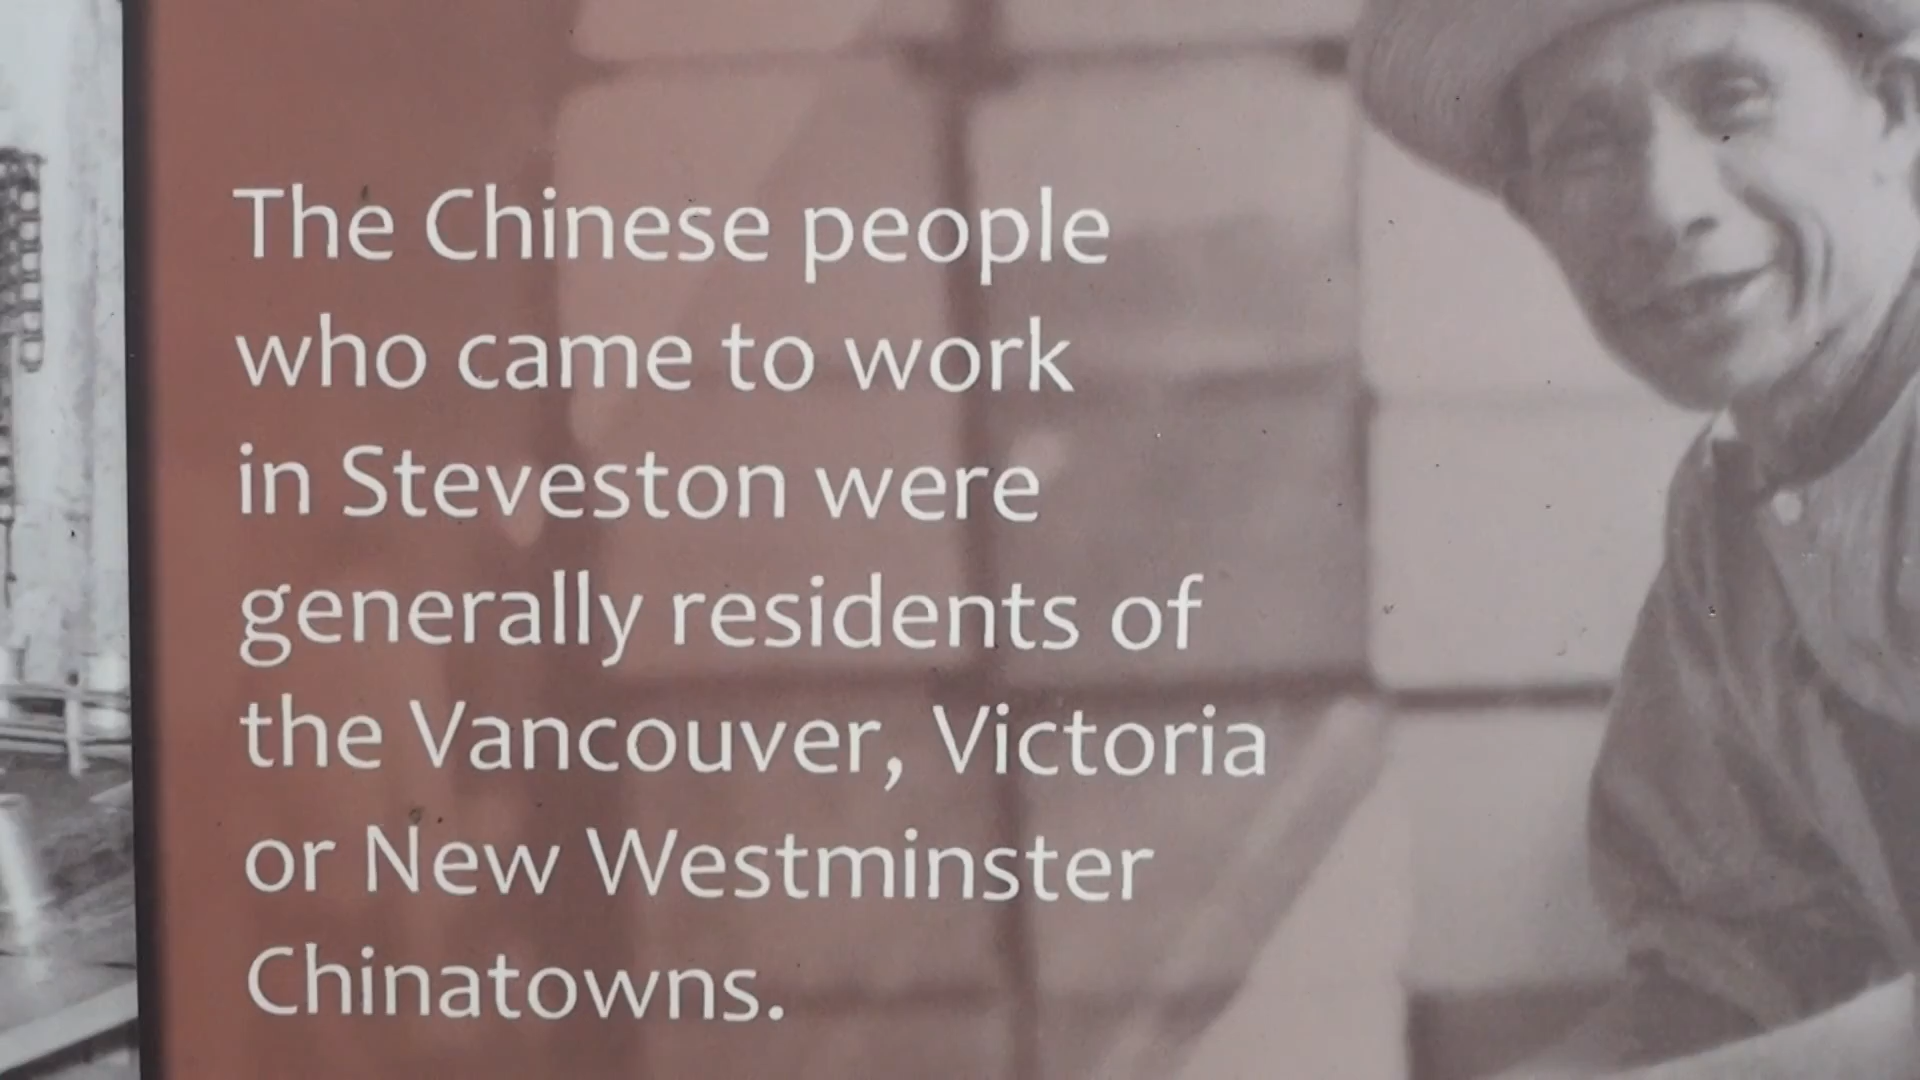 The Chinese people
who came to work
in Steveston were
generally residents of
the Vancouver, Victoria
or New Westminster
Chinatowns.